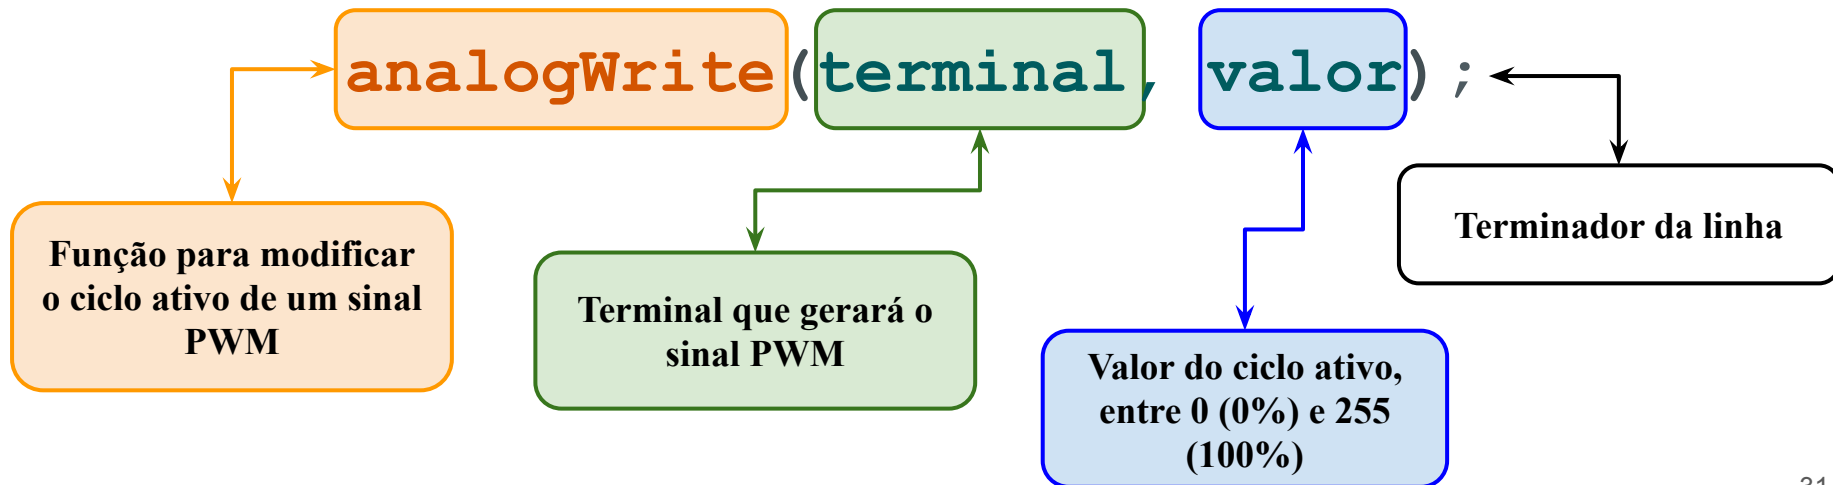 analogWrite(terminal, valor);
Função para modificar
o ciclo ativo de um sinal
PWM
Terminal que gerará o
sinal PWM
Valor do ciclo ativo,
entre 0 (0%) e 255
(100%)
Terminador da linha
31